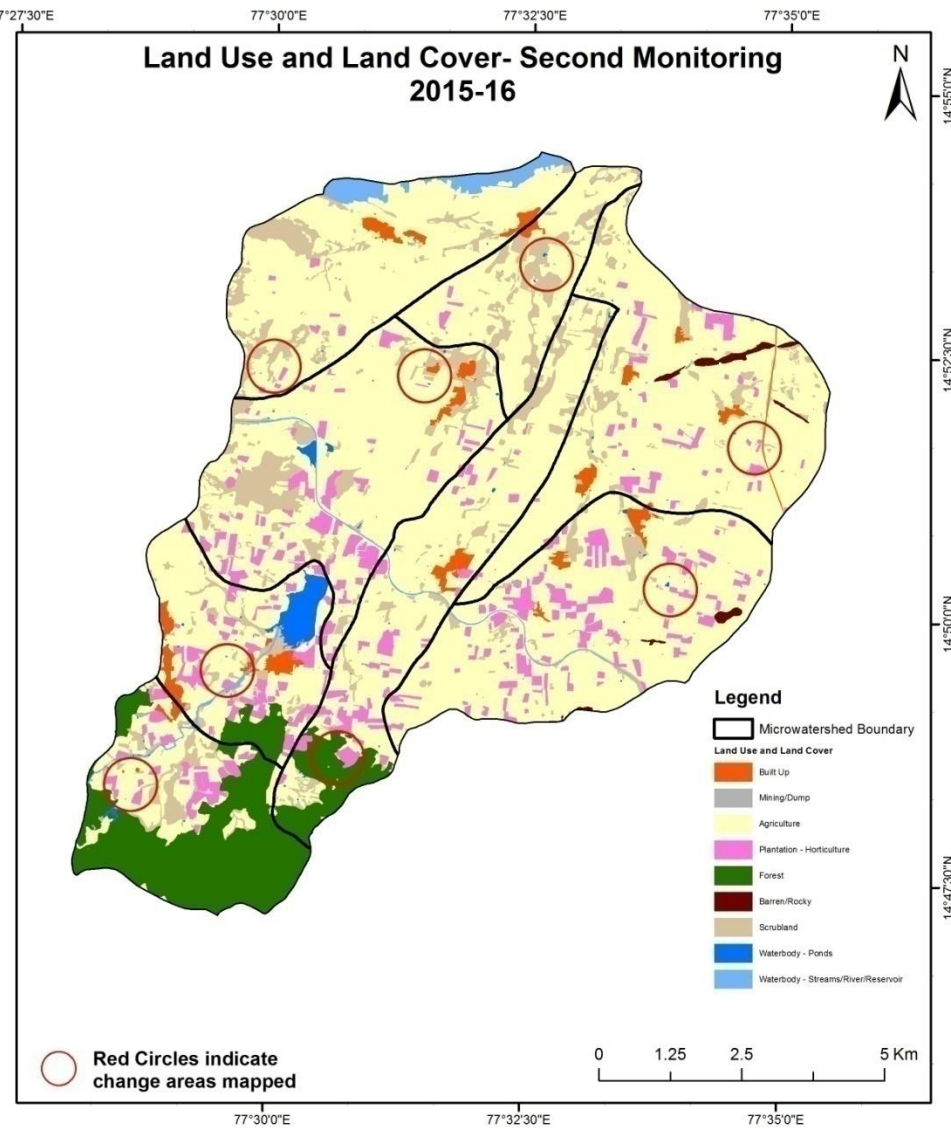 77°27'30"E 77°30'0"E 77°32'30"E 77°35'0"E
Land Use and Land Cover- Second Monitoring
2015-16
N
14°55'0"N
14°52'30"N
14°50'0"N
14°47'30"N
Legend
Microwatershed Boundary
Land Use and Land Cover
Built Up
Mining/Dump
Agriculture
Plantation - Horticulture
Forest
Barren/Rocky
Scrubland
Waterbody - Ponds
Waterbody - Streams/River/Reservoir
Red Circles indicate
change areas mapped
0 1.25 2.5 5 Km
77°30'0"E 77°32'30"E 77°35'0"E